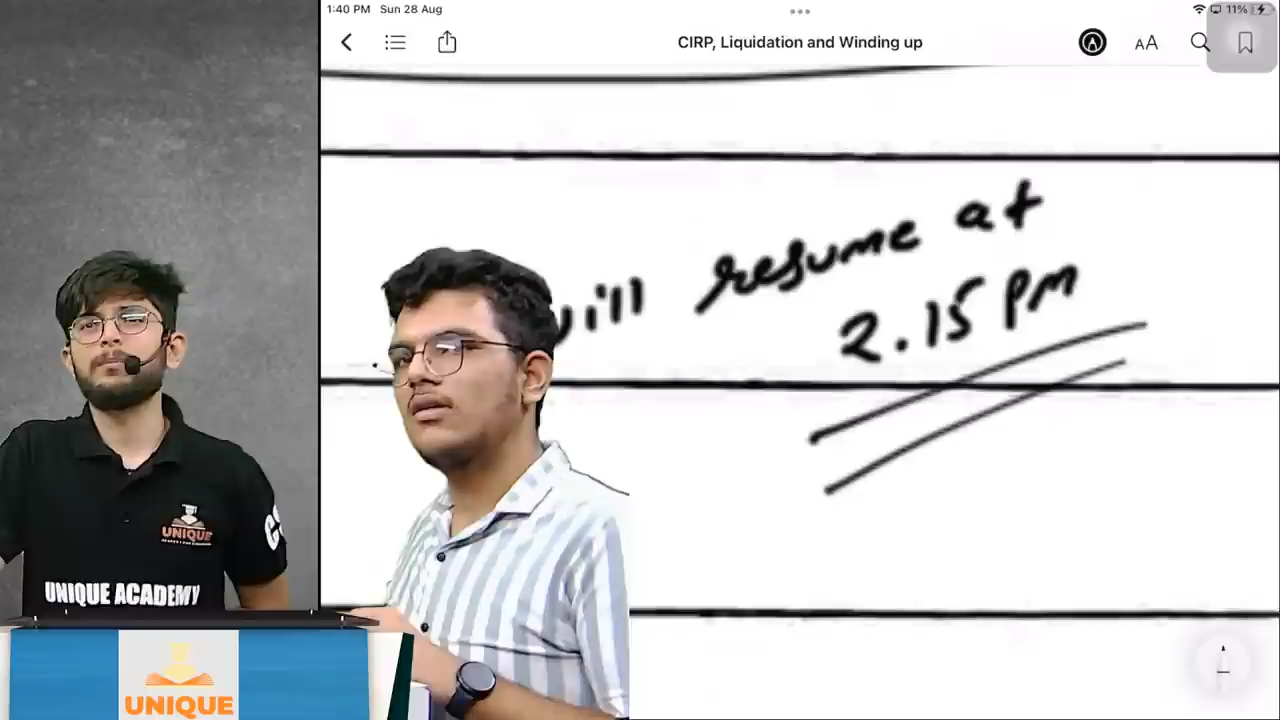 1:40 PM Sun 28 Aug
11%
CIRP, Liquidation and Winding up
AA
will resume at
2.15 PM
UNIQUE
UNIQUE ACADEMY
UNIQUE